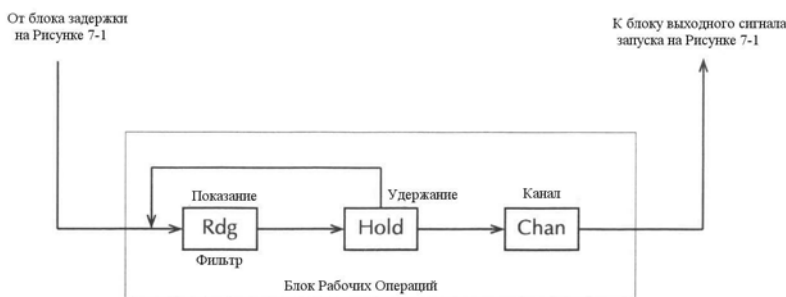 От блока задержки
на Рисунке 7-1
К блоку выходного сигнала
запуска на Рисунке 7-1
Показание
Удержание
Канал
Rdg
Hold
Chan
Фильтр
Блок Рабочих Операций